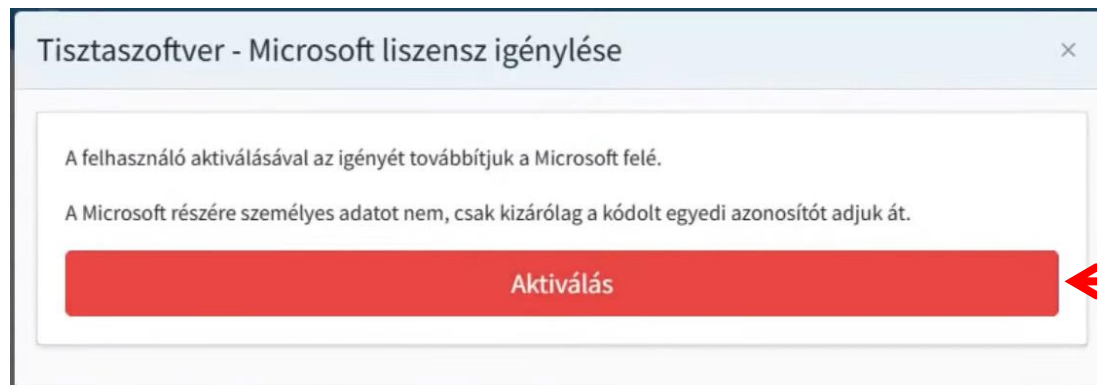 Tisztaszoftver - Microsoft liszensz igénylése
A felhasználó aktiválásával az igényét továbbítjuk a Microsoft felé.
A Microsoft részére személyes adatot nem, csak kizárólag a kódolt egyedi azonosítót adjuk át.
Aktiválás